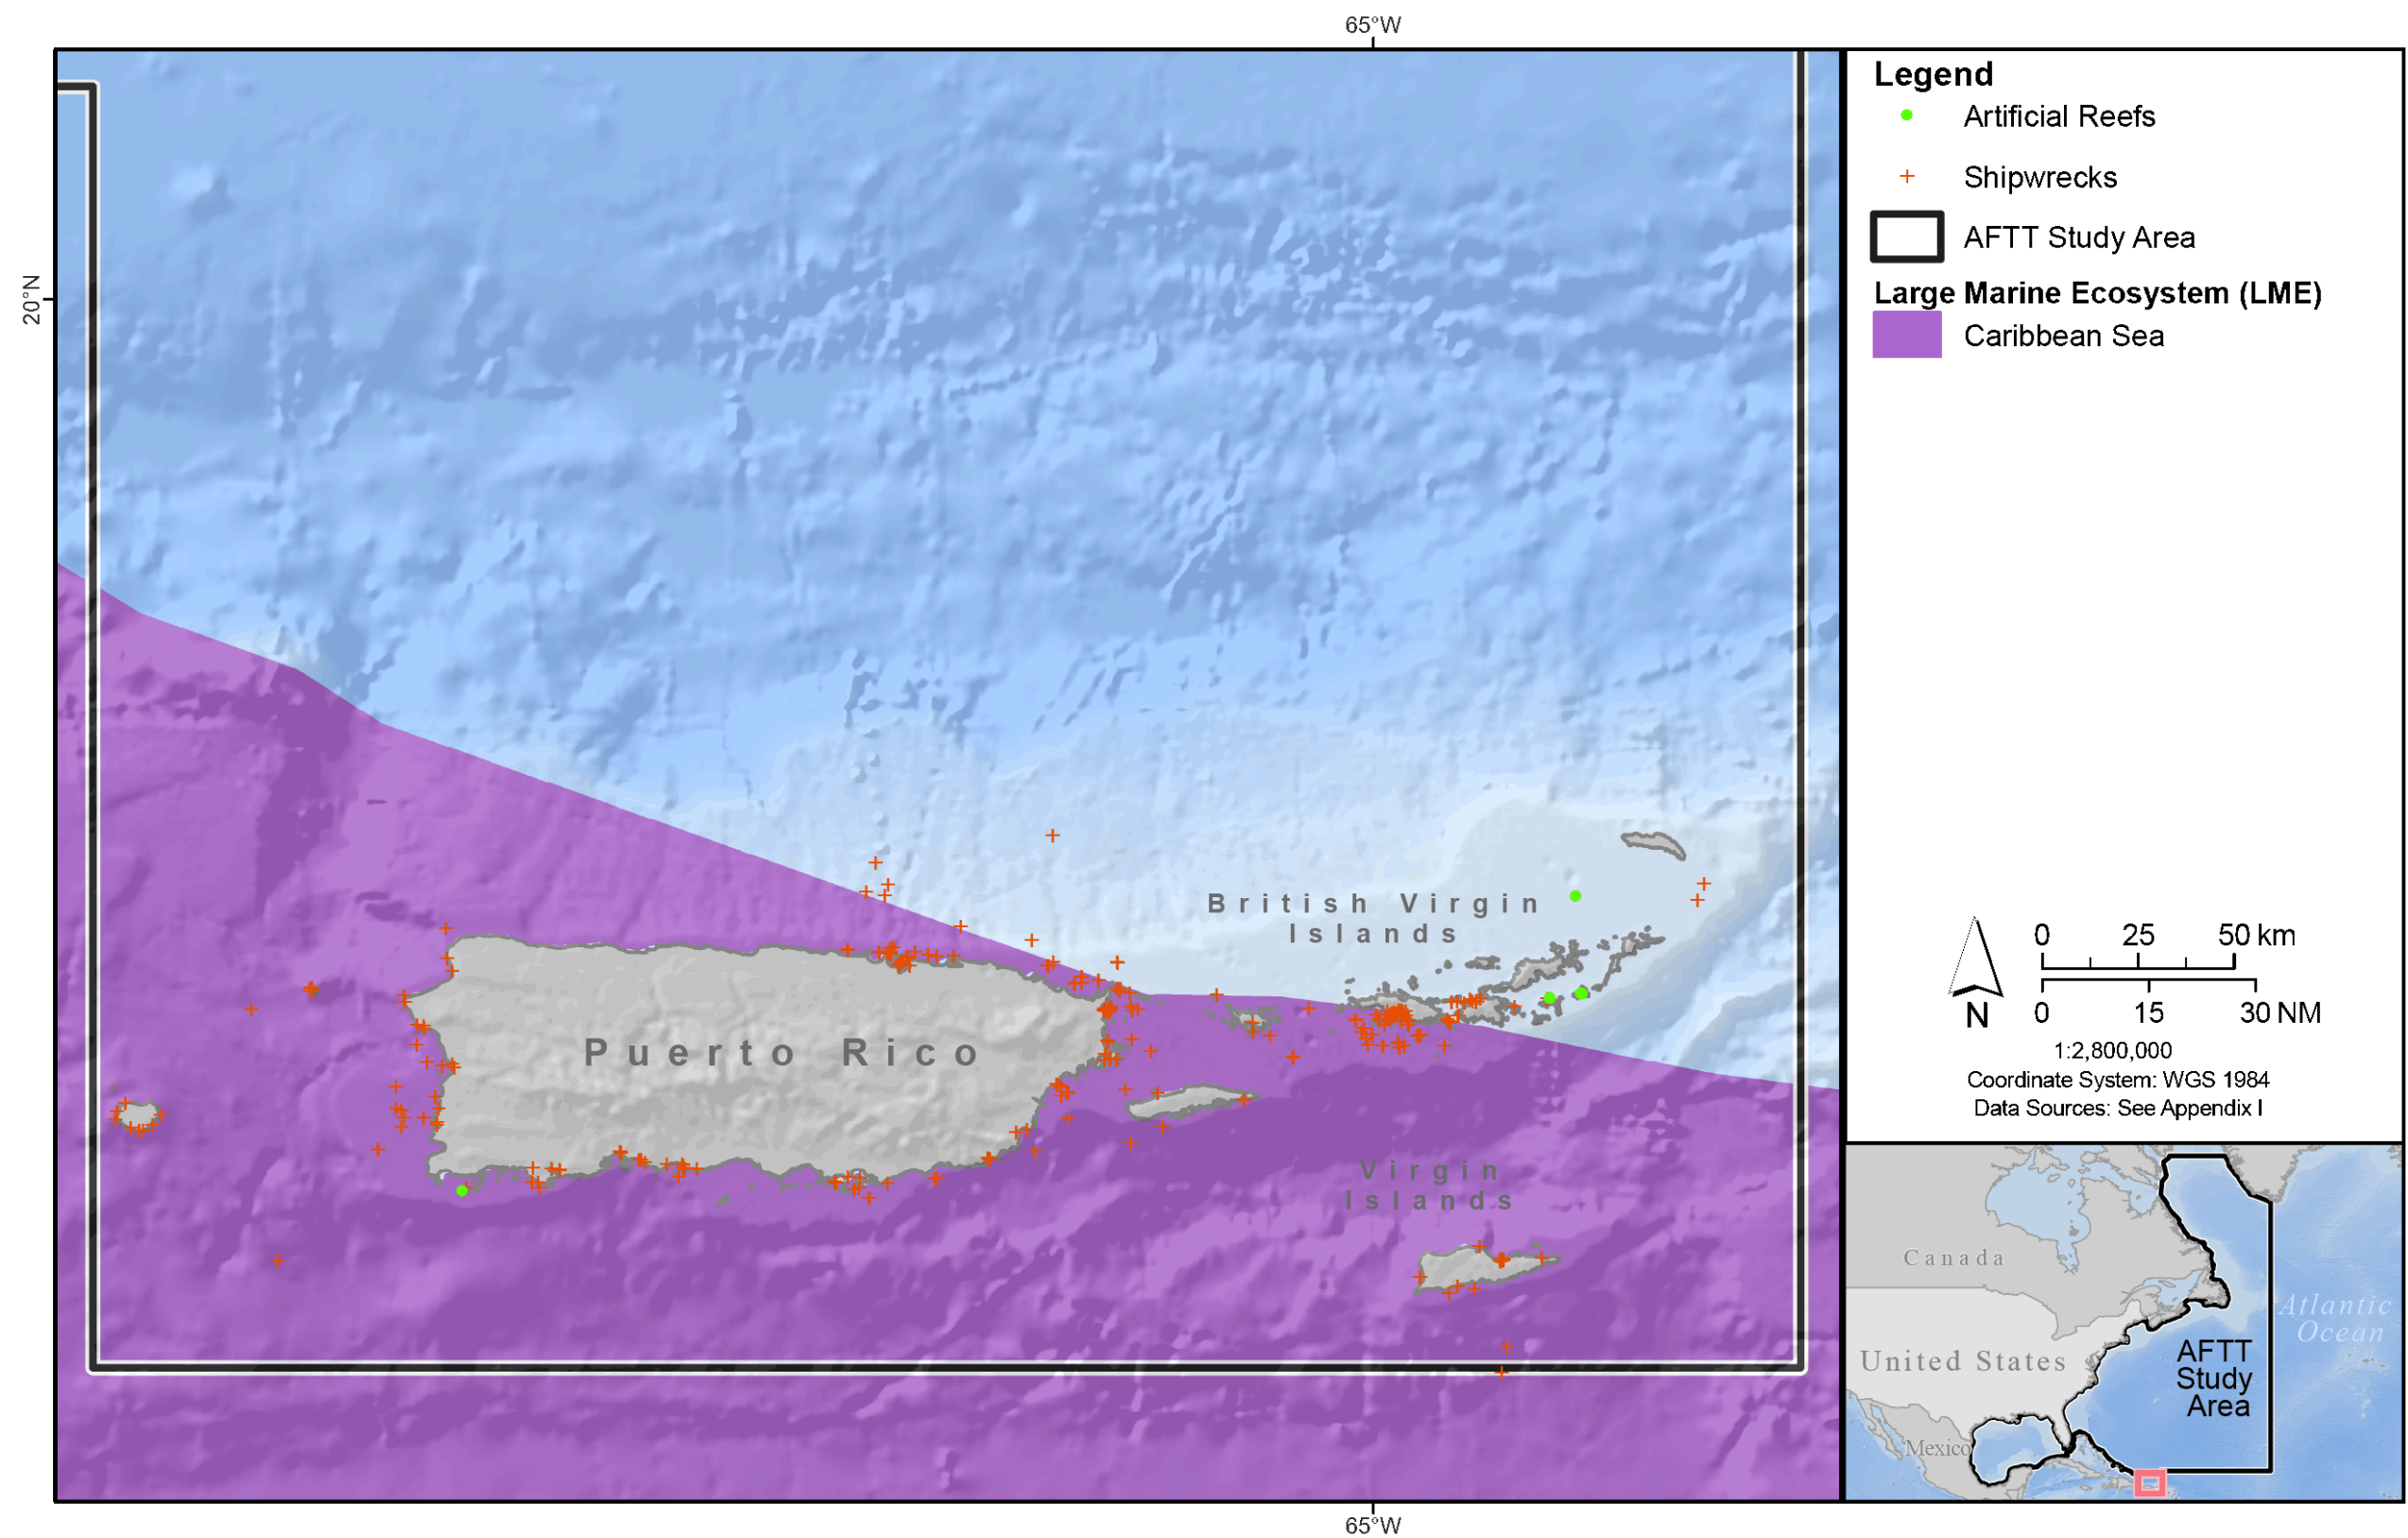 65°W
20°N
British Virgin
Islands
Puerto Rico
Virgin
Islands
65°W
Legend
Artificial Reefs
Shipwrecks
AFTT Study Area
Large Marine Ecosystem (LME)
Caribbean Sea
0 25 50 km
N 0 15 30 NM
1:2,800,000
Coordinate System: WGS 1984
Data Sources: See Appendix I
Canada
Atlantic
Ocean
United States
AFTT
Study
Area
Mexico